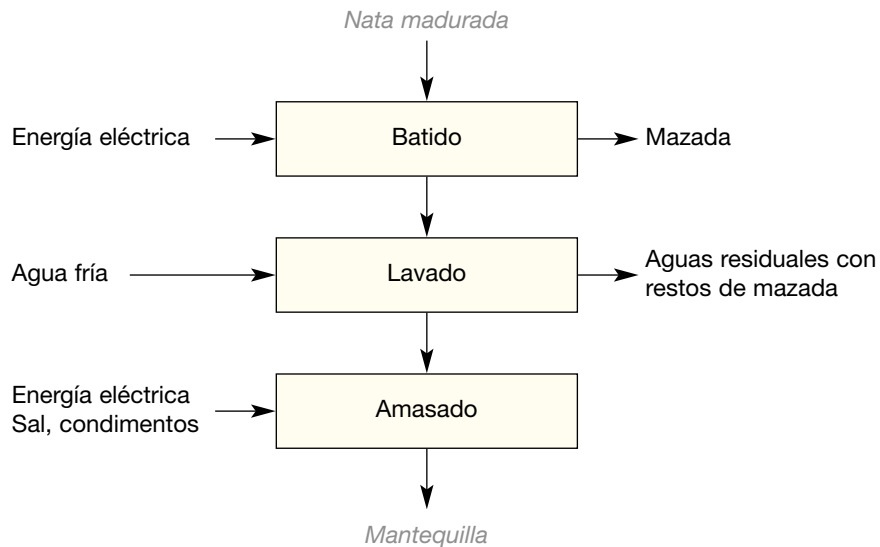 Nata madurada
Energía eléctrica
Batido
Mazada
Agua fría
Lavado
Aguas residuales con
restos de mazada
Energía eléctrica
Sal, condimentos
Amasado
Mantequilla